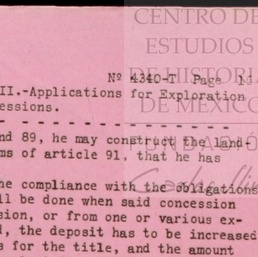 CENTRO DE
ESTUDIOS
DE HISTORIA
DE MÉXICO
FUNDACIÓN
Nº 4340-T Page 11
II.-Applications for Exploration
essions.
nd 89, he may construct the land-
ms of article 91, that he has
he compliance with the obligations
ll be done when said concession
sion, or from one or various ex-
d, the deposit has to be increased
s for the title, and the amount